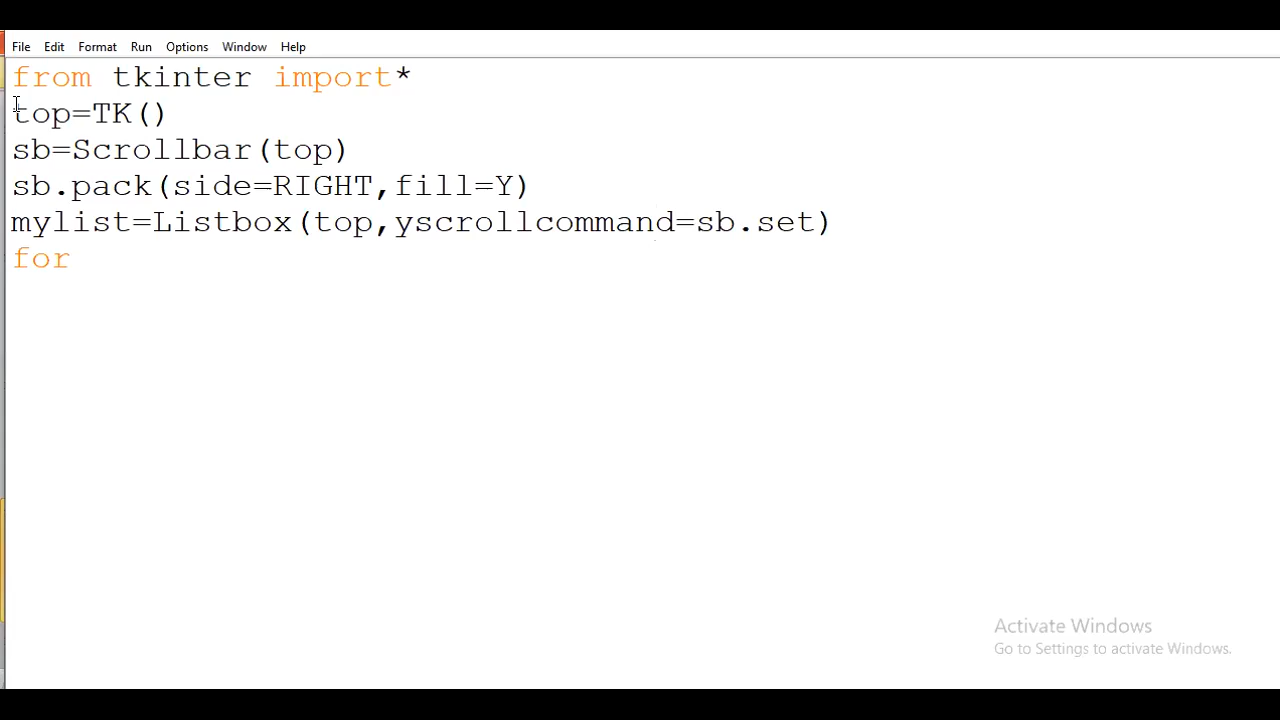 File Edit Format Run Options Window Help
from tkinter import*
top=TK()
sb=Scrollbar(top)
sb.pack(side=RIGHT,fill=Y)
mylist=Listbox(top,yscrollcommand=sb.set)
for
Activate Windows
Go to Settings to activate Windows.